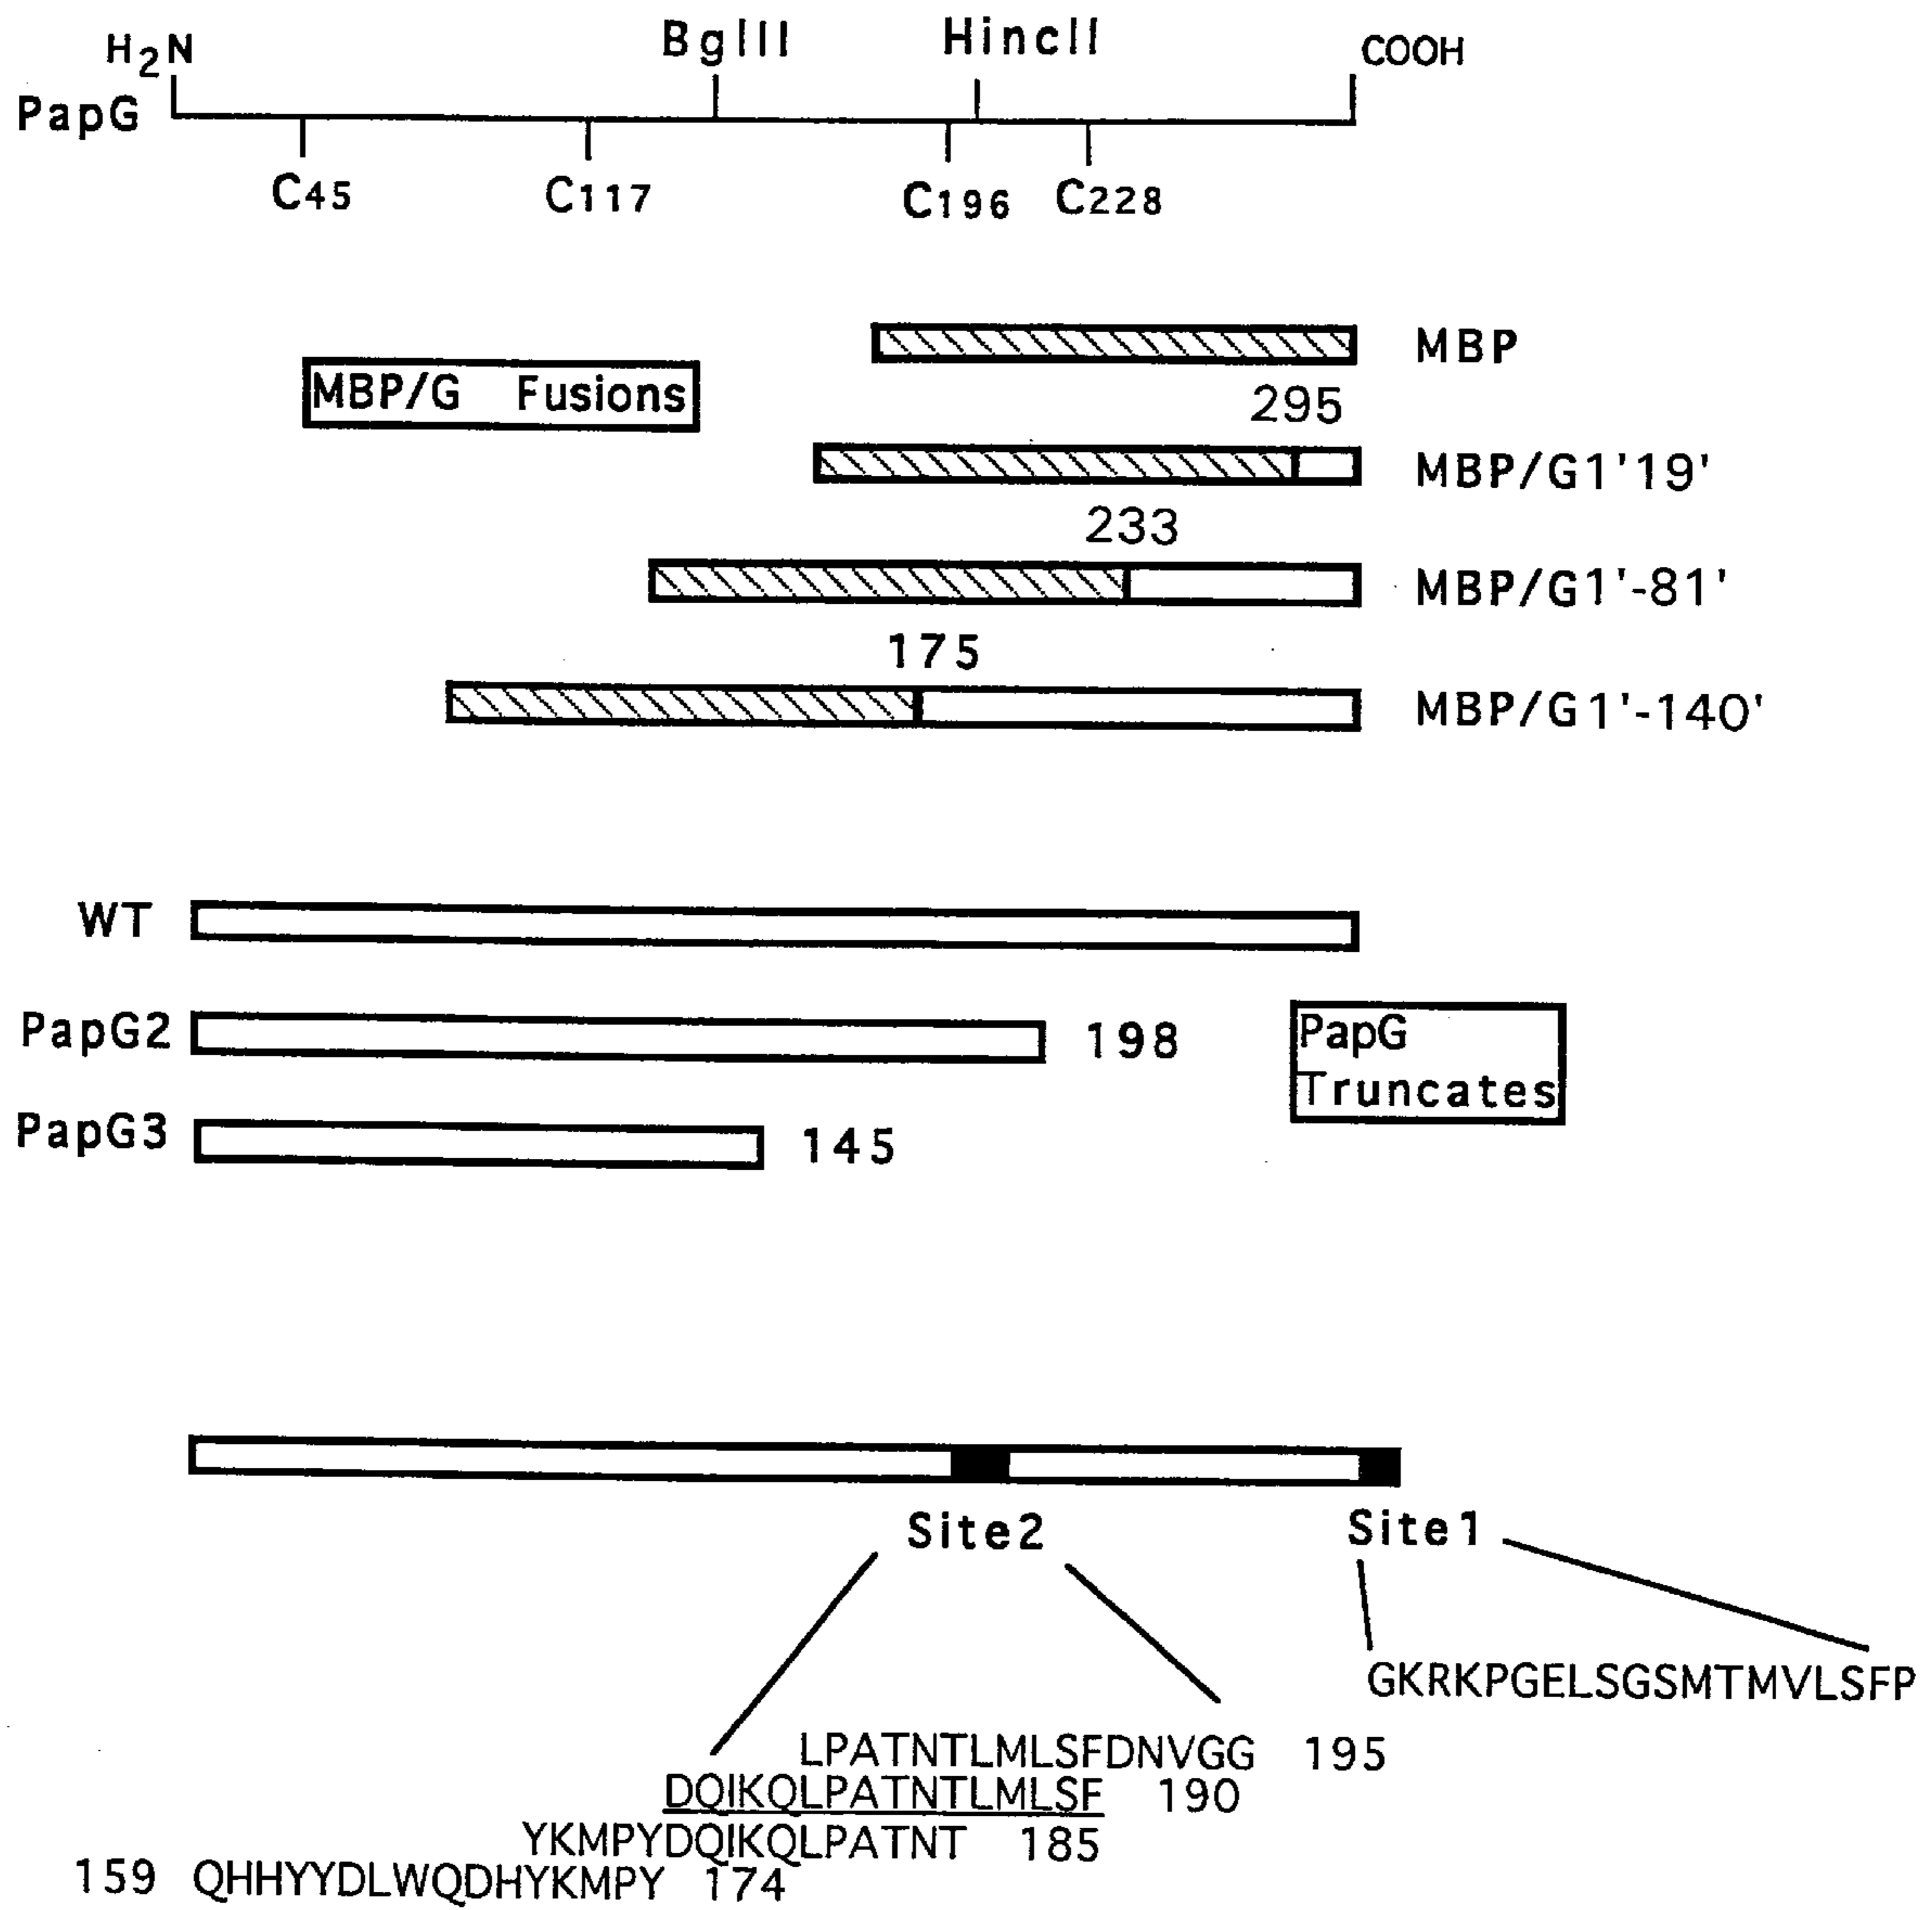 H2N BglII HincII COOH
PapG
C45 C117 C196 C228
MBP
MBP/G Fusions
295
MBP/G1'19'
233
MBP/G1'-81'
175
MBP/G1'-140'
WT
PapG2 198
PapG
Truncates
PapG3 145
Site2 Site1
GKRKPGELSGSMTMVLSFP
LPATNTLMLSFDNVGG 195
DQIKQLPATNTLMLSF 190
YKMPYDQIKQLPATNT 185
159 QHHYYDLWQDHYKMPY 174